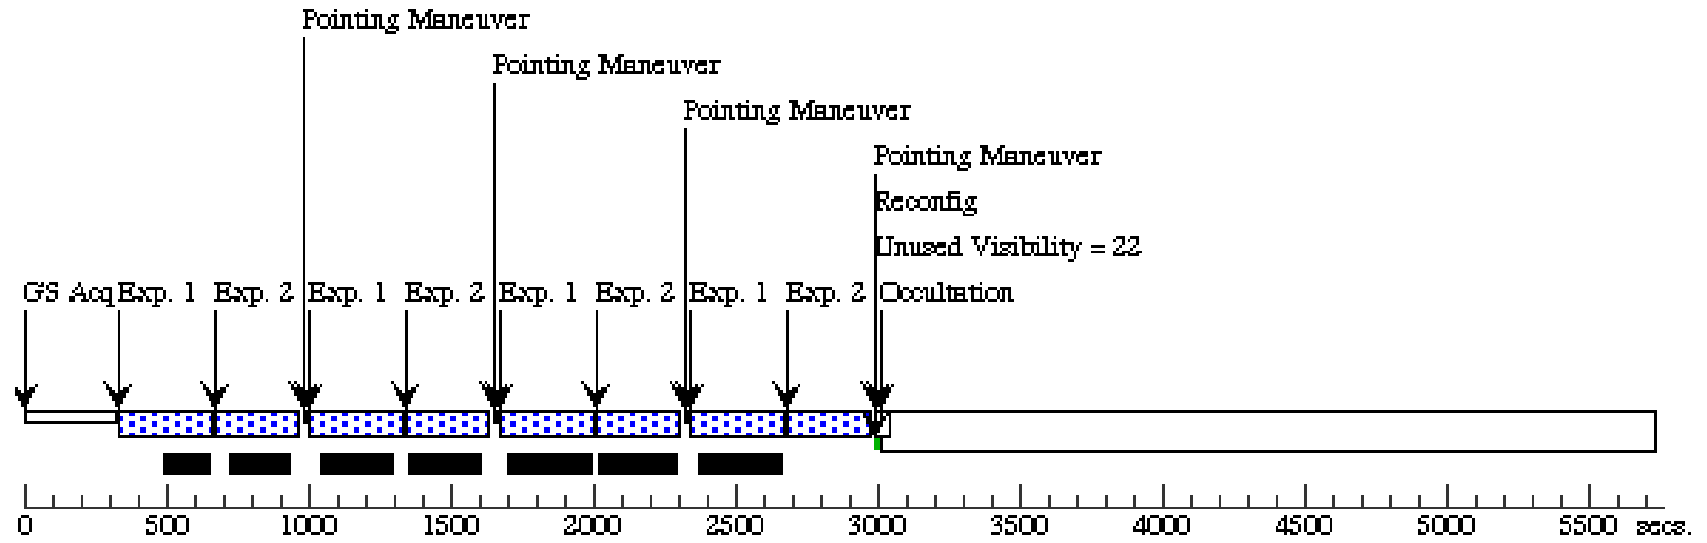 Pointing Maneuver
Pointing Maneuver
Pointing Maneuver
Pointing Maneuver
Reconfig
Unused Visibility = 22
GS Acq Exp. 1 Exp. 2 Exp. 1 Exp. 2 Exp. 1 Exp. 2 Exp. 1 Exp. 2 Occultation
0 500 1000 1500 2000 2500 3000 3500 4000 4500 5000 5500 secs.